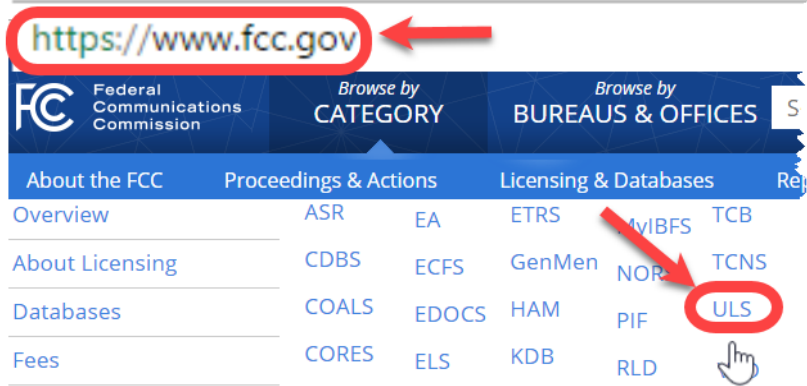 https://www.fcc.gov
Federal
Communications
Commission
Browse by
CATEGORY
Browse by
BUREAUS & OFFICES
S
About the FCC
Proceedings & Actions
Licensing & Databases
Overview
About Licensing
Databases
Fees
ASR
CDBS
COALS
CORES
EA
ECFS
EDOCS
ELS
ETRS
GenMen
HAM
KDB
MyIBFS
NORS
PIF
RLD
TCB
TCNS
ULS